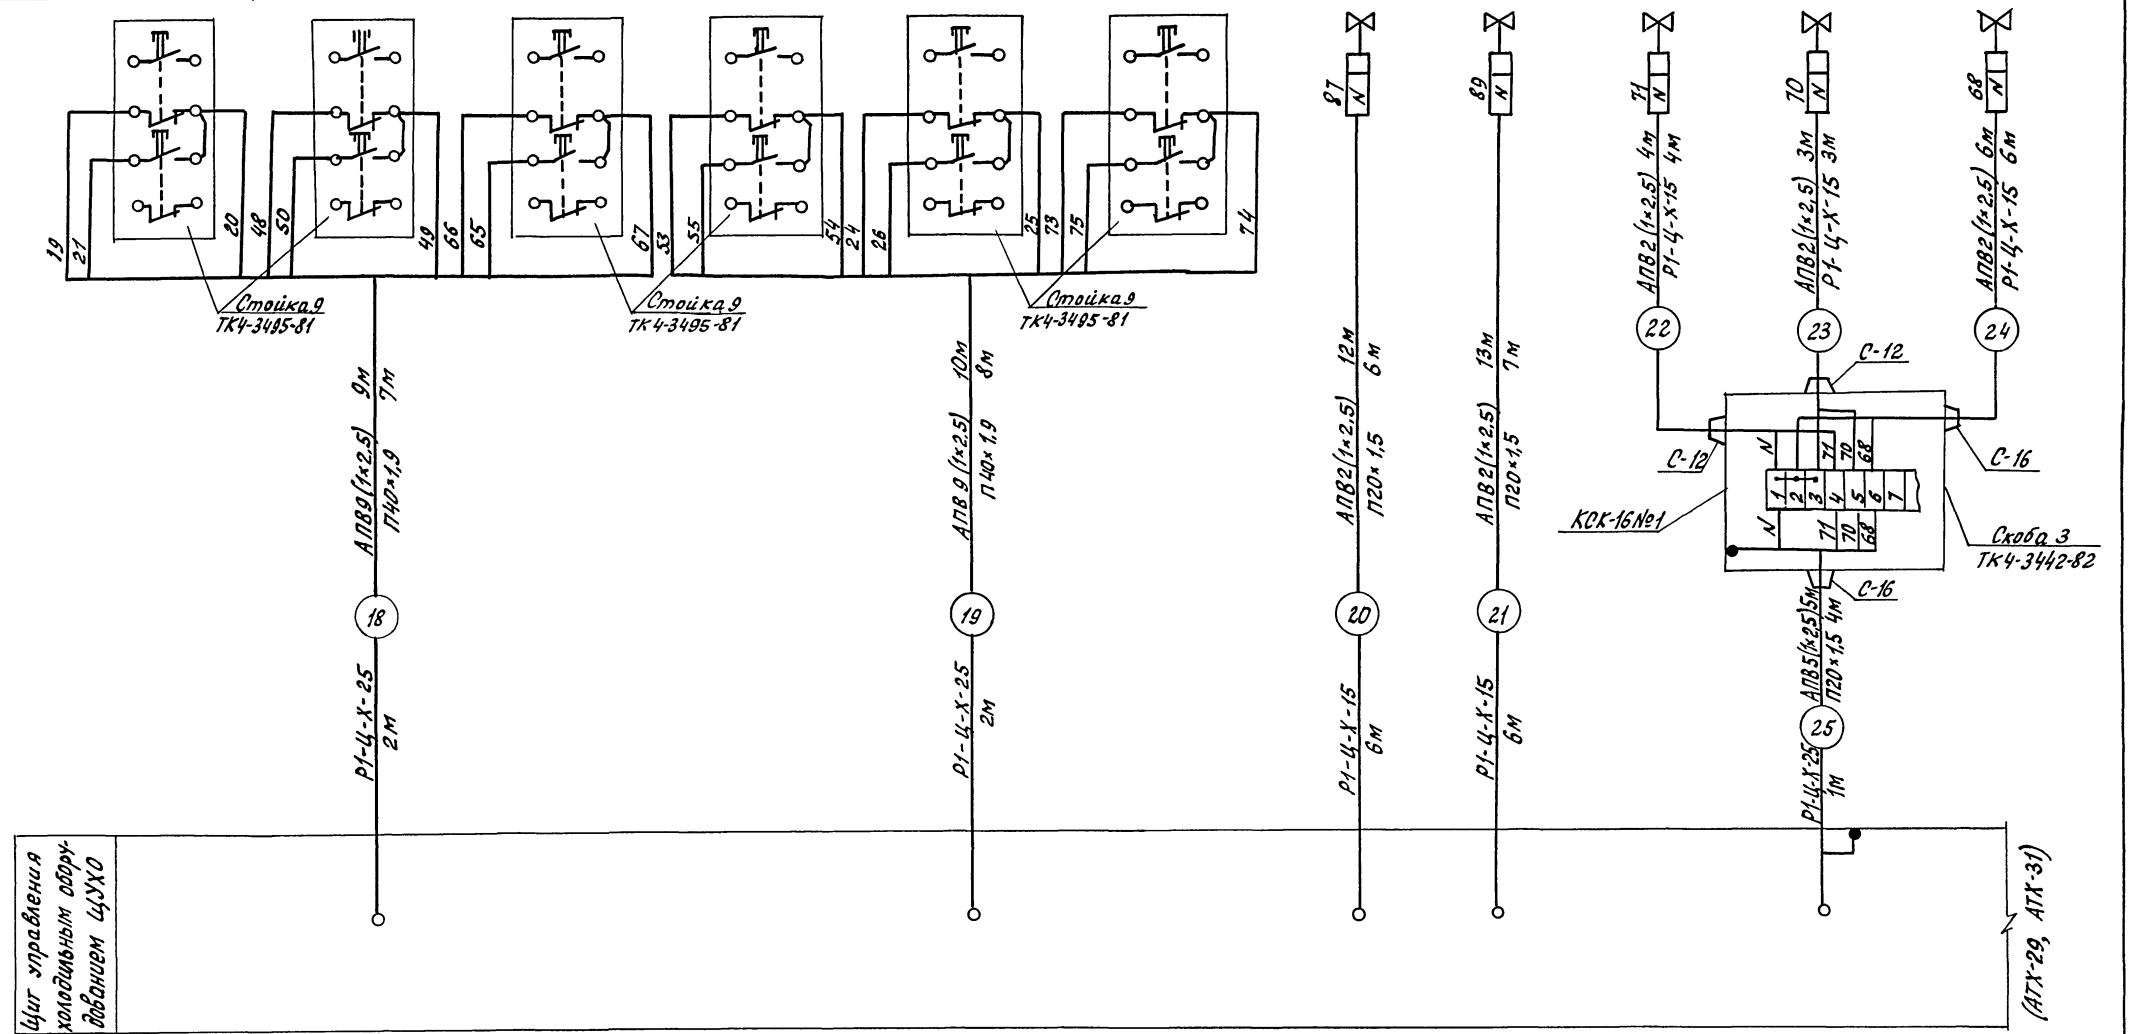 19
21
20
48
50
49
66
65
67
53
55
54
24
26
25
73
75
74
Стойка 9
ТК4-3495-81
Стойка 9
ТК4-3495-81
Стойка 9
ТК4-3495-81
АПВ9(1×2,5) 9м
П40×1,9 7м
18
Р1-Ц-Х-25
2м
АПВ 9(1×2,5) 10м
П40×1,9 8м
19
Р1-Ц-Х-25
2м
87
N
АПВ2(1×2,5) 12м
П20×1,5 6м
20
Р1-Ц-Х-15
6м
89
N
АПВ2(1×2,5) 13м
П20×1,5 7м
21
Р1-Ц-Х-15
6м
71
N
АПВ2(1×2,5) 4м
Р1-Ц-Х-15 4м
22
70
N
АПВ2(1×2,5) 3м
Р1-Ц-Х-15 3м
23
68
N
АПВ2(1×2,5) 6м
Р1-Ц-Х-15 6м
24
С-12
С-12
С-16
N
71
70
68
1
2
3
4
5
6
7
КСК-16№1
N
71
70
68
Скоба 3
ТК4-3442-82
С-16
АПВ5(1×2,5)5м
П20×1,5 4м
25
Р1-Ц-Х-25
1м
Щит управления
холодильным обору-
дованием ЩУХО
(АТХ-29, АТХ-31)